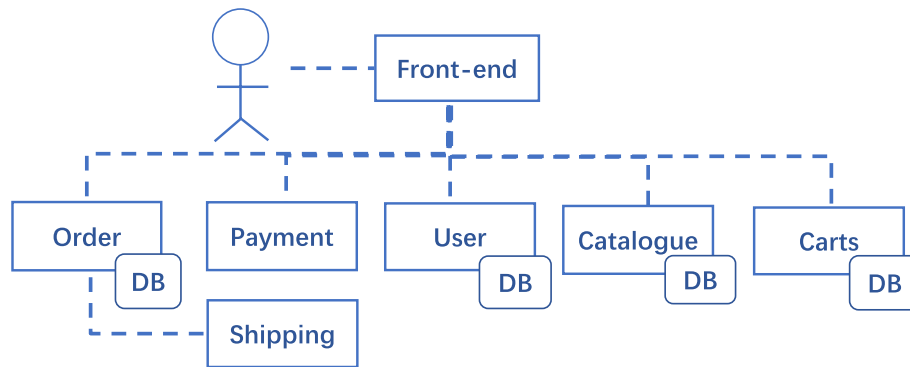 Front-end
Order
Payment
User
Catalogue
Carts
DB
DB
DB
DB
Shipping